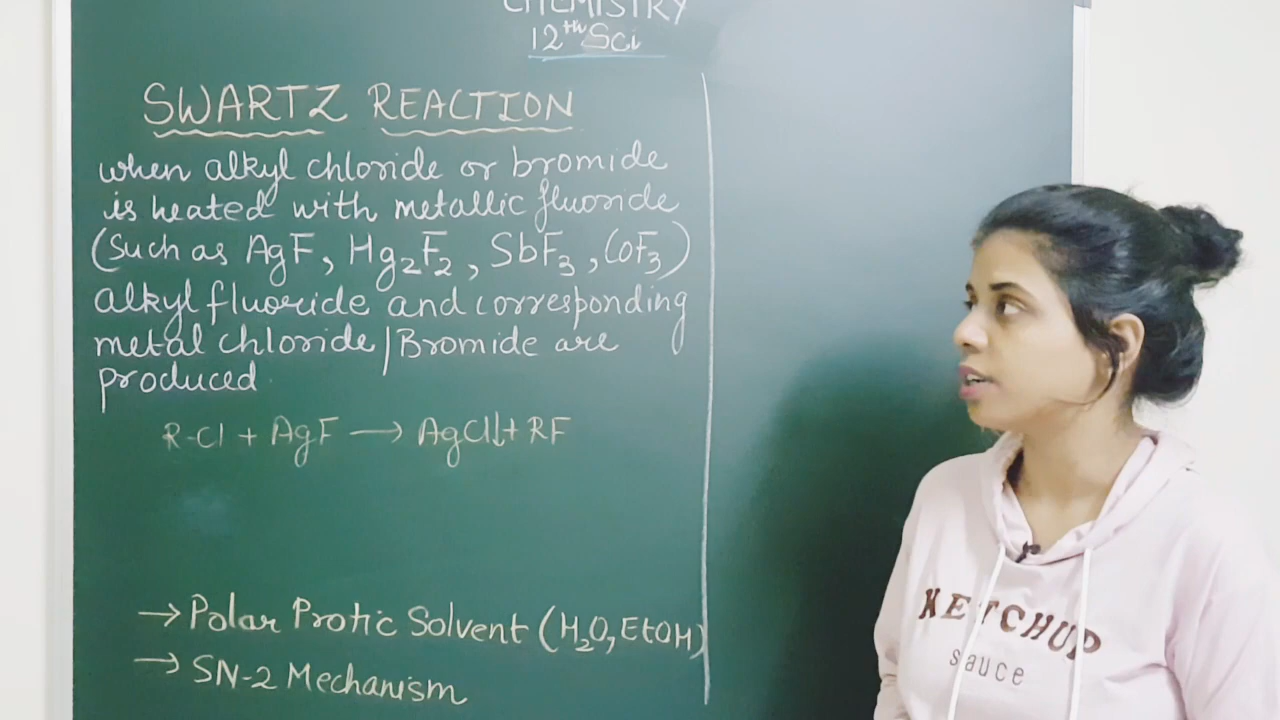 CHEMISTRY
12th Sci
SWARTZ REACTION
when alkyl chloride or bromide
is heated with metallic fluoride
(Such as AgF, Hg2F2, SbF3, CoF3)
alkyl fluoride and corresponding
metal chloride/Bromide are
produced
R-Cl + AgF → AgCl↓ + RF
→ Polar Protic Solvent (H2O, EtOH)
→ SN-2 Mechanism
KETCHUP
sauce